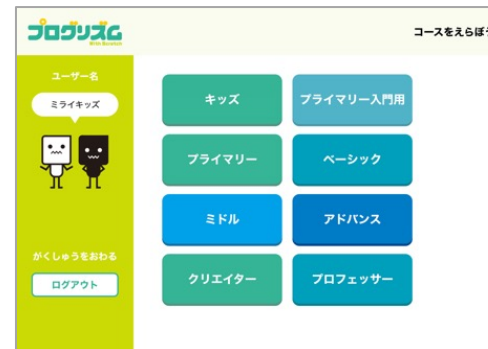 プログリズム
With Scratch
コースをえらぼう
ユーザー名
ミライキッズ
キッズ
プライマリー入門用
プライマリー
ベーシック
ミドル
アドバンス
がくしゅうをおわる
ログアウト
クリエイター
プロフェッサー